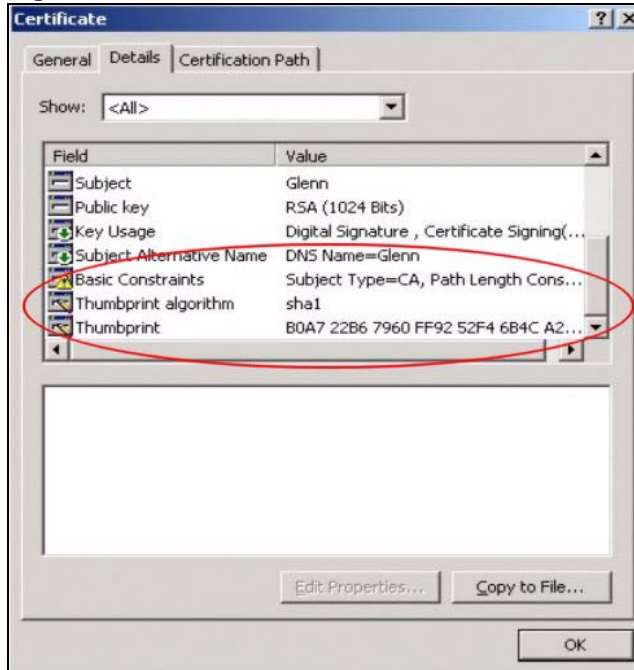 Certificate
General Details Certification Path
Show: <All>
Field Value
Subject Glenn
Public key RSA (1024 Bits)
Key Usage Digital Signature , Certificate Signing(...
Subject Alternative Name DNS Name=Glenn
Basic Constraints Subject Type=CA, Path Length Cons...
Thumbprint algorithm sha1
Thumbprint B0A7 22B6 7960 FF92 52F4 6B4C A2...
Edit Properties... Copy to File...
OK